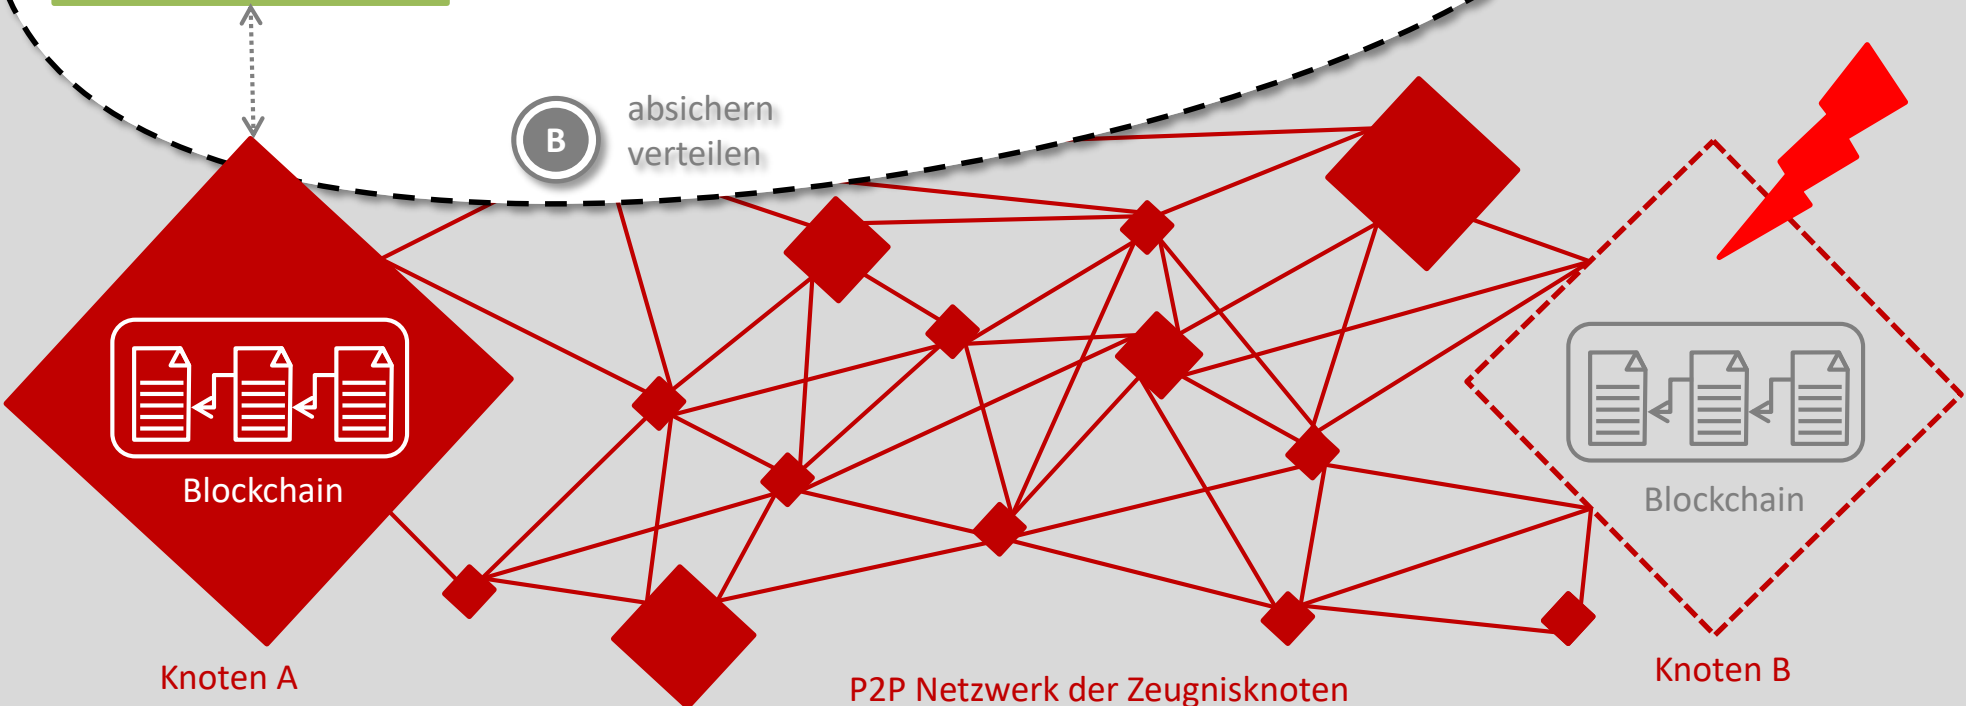 B
absichern
verteilen
Blockchain
Blockchain
Knoten A
P2P Netzwerk der Zeugnisknoten
Knoten B